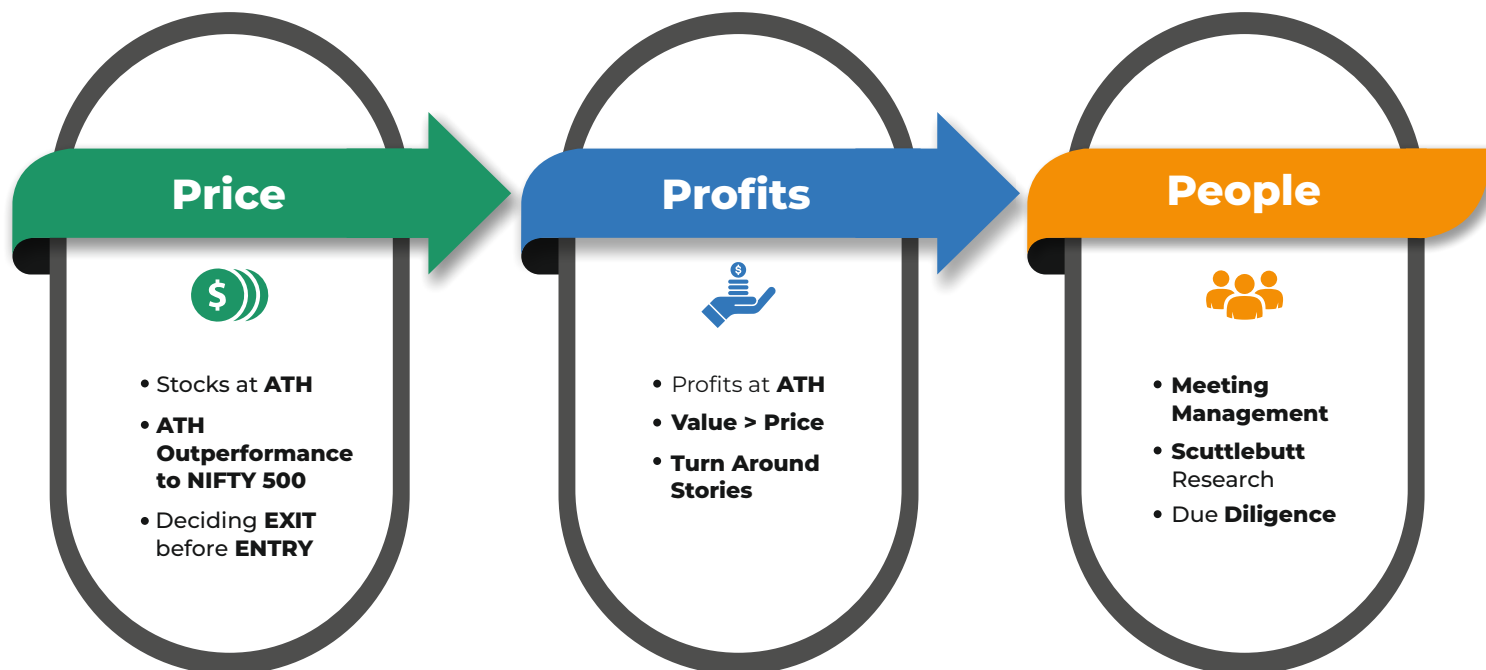 Price
• Stocks at ATH
• ATH
Outperformance
to NIFTY 500
• Deciding EXIT
before ENTRY
Profits
• Profits at ATH
• Value > Price
• Turn Around
Stories
People
• Meeting
Management
• Scuttlebutt
Research
• Due Diligence